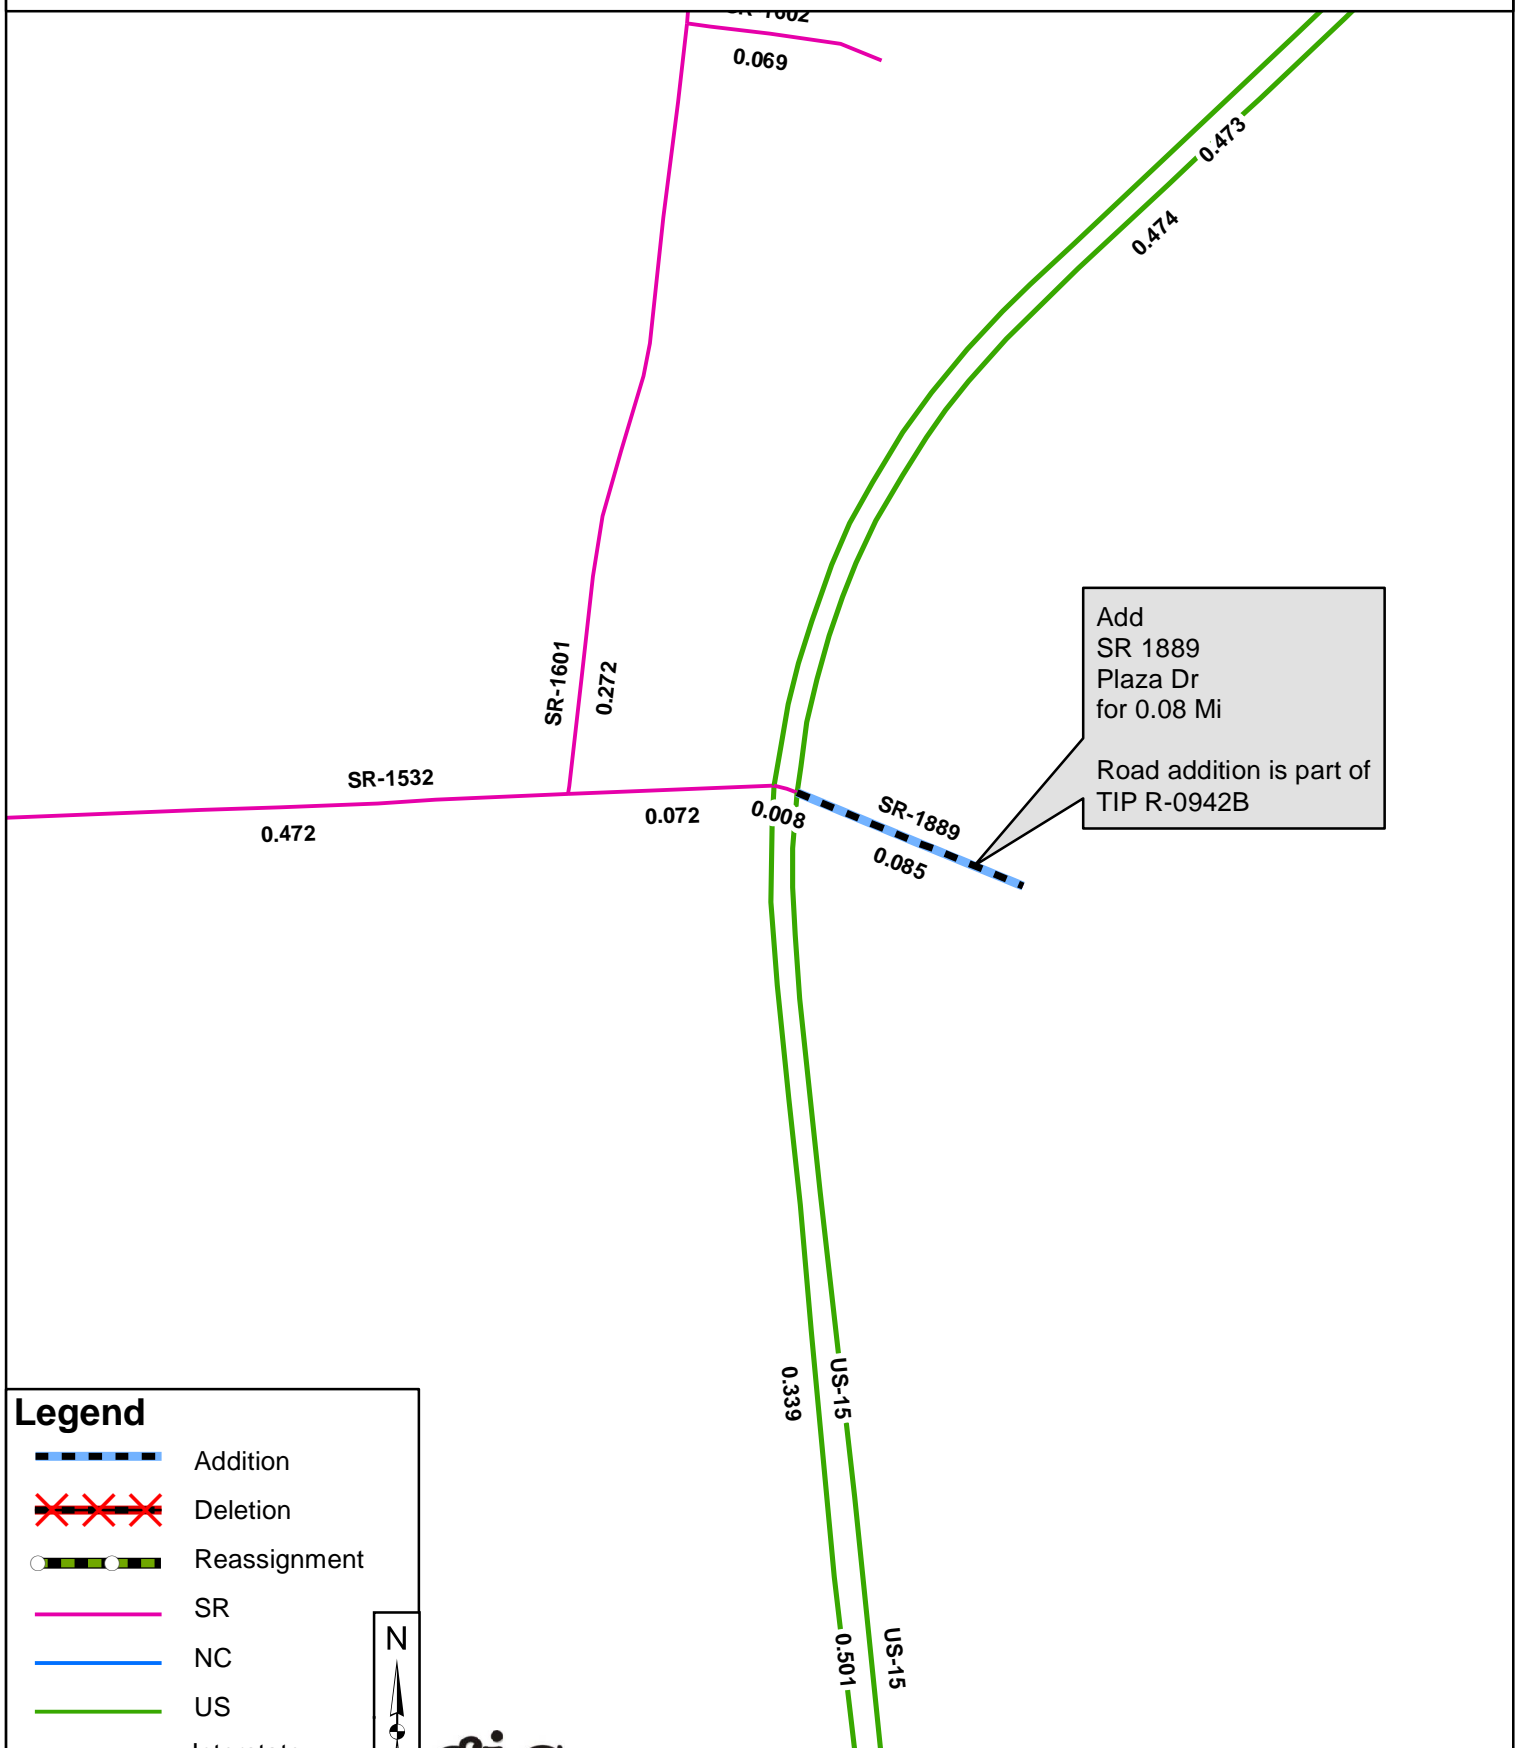 0.069
0.473
0.474
Add
SR 1889
Plaza Dr
for 0.08 Mi
Road addition is part of
TIP R-0942B
SR-1601
0.272
SR-1532
0.472
0.072
0.008
SR-1889
0.085
0.339
US-15
0.501
US-15
Legend
Addition
Deletion
Reassignment
SR
NC
US
N